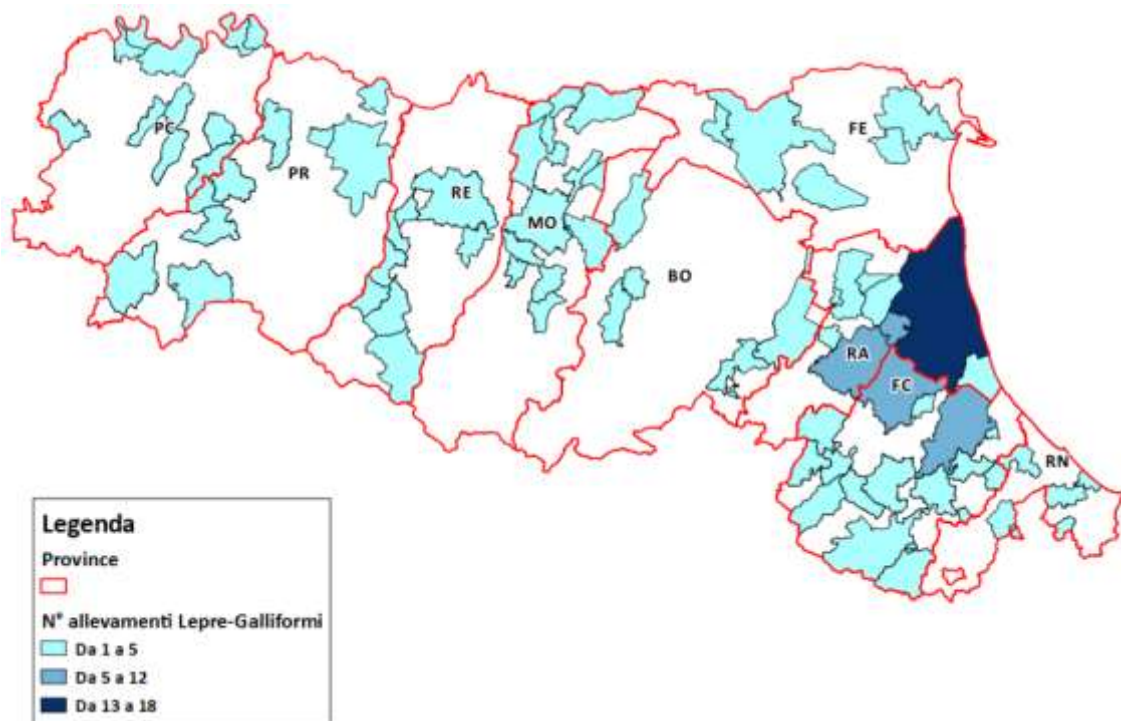 PC
PR
RE
MO
BO
FE
RA
FC
RN
Legenda
Province
N° allevamenti Lepre-Galliformi
Da 1 a 5
Da 5 a 12
Da 13 a 18